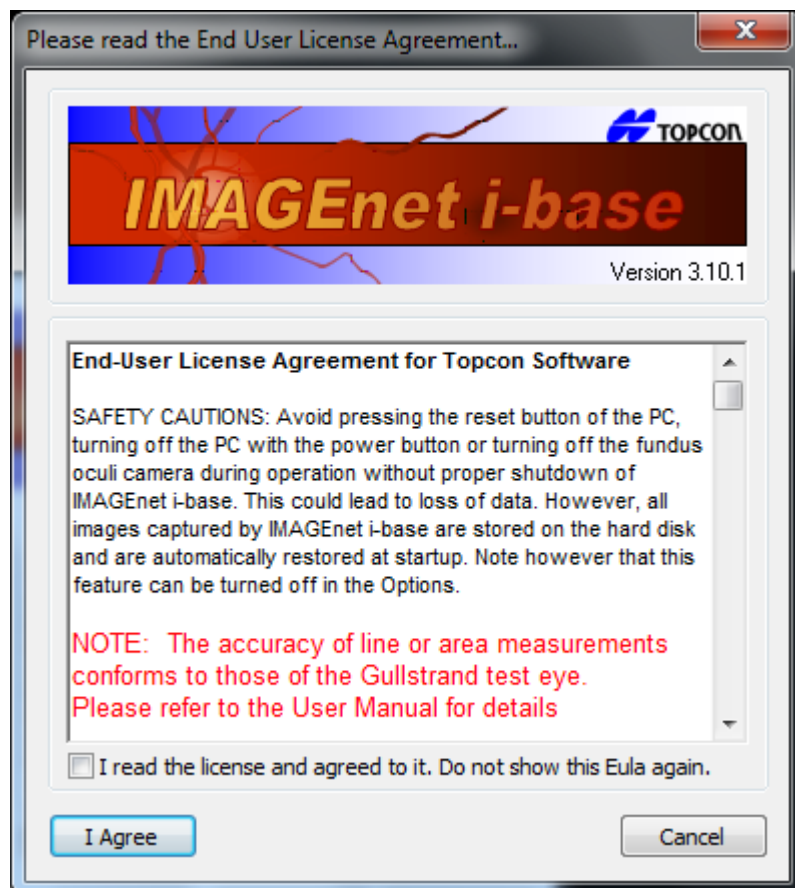 Please read the End User License Agreement...
TOPCON
IMAGEnet i-base
Version 3.10.1
End-User License Agreement for Topcon Software
SAFETY CAUTIONS: Avoid pressing the reset button of the PC,
turning off the PC with the power button or turning off the fundus
oculi camera during operation without proper shutdown of
IMAGEnet i-base. This could lead to loss of data. However, all
images captured by IMAGEnet i-base are stored on the hard disk
and are automatically restored at startup. Note however that this
feature can be turned off in the Options.
NOTE:  The accuracy of line or area measurements
conforms to those of the Gullstrand test eye.
Please refer to the User Manual for details
I read the license and agreed to it. Do not show this Eula again.
I Agree
Cancel